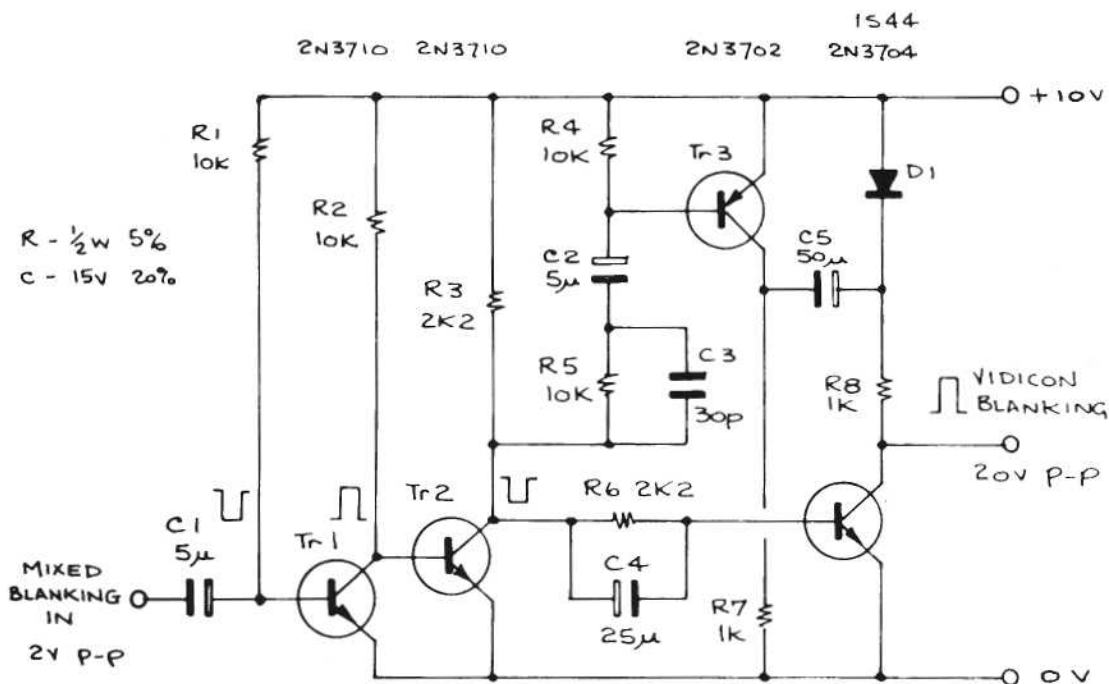 1S44
2N3710 2N3710 2N3702 2N3704
+10V
R1
10K
R2
10K
R - ½W 5%
C - 15V 20%
R3
2K2
R4
10K
Tr3
D1
C2
5μ
C5
50μ
R5
10K
C3
30p
R8
1K
VIDICON
BLANKING
20V P-P
Tr2
R6 2K2
C1
5μ
Tr1
C4
25μ
MIXED
BLANKING
IN
2V P-P
R7
1K
0V